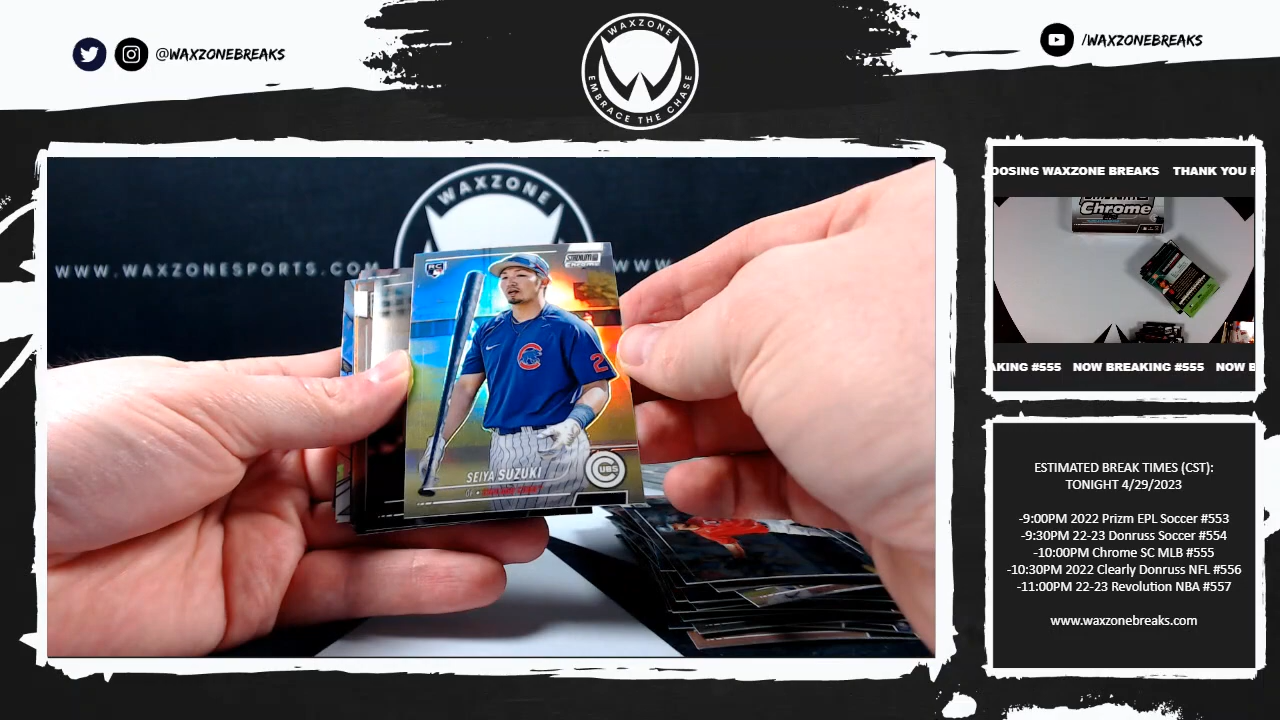 @WAXZONEBREAKS
WAXZONE
EMBRACE THE CHASE
/WAXZONEBREAKS
WAXZONE
WWW.WAXZONESPORTS.COM
WW
RC
STADIUM
CHROME
C
2
SEIYA SUZUKI
CUBS
OSING WAXZONE BREAKS THANK YOU F
Chrome
AKING #555 NOW BREAKING #555 NOW B
ESTIMATED BREAK TIMES (CST):
TONIGHT 4/29/2023
-9:00PM 2022 Prizm EPL Soccer #553
-9:30PM 22-23 Donruss Soccer #554
-10:00PM Chrome SC MLB #555
-10:30PM 2022 Clearly Donruss NFL #556
-11:00PM 22-23 Revolution NBA #557
www.waxzonebreaks.com